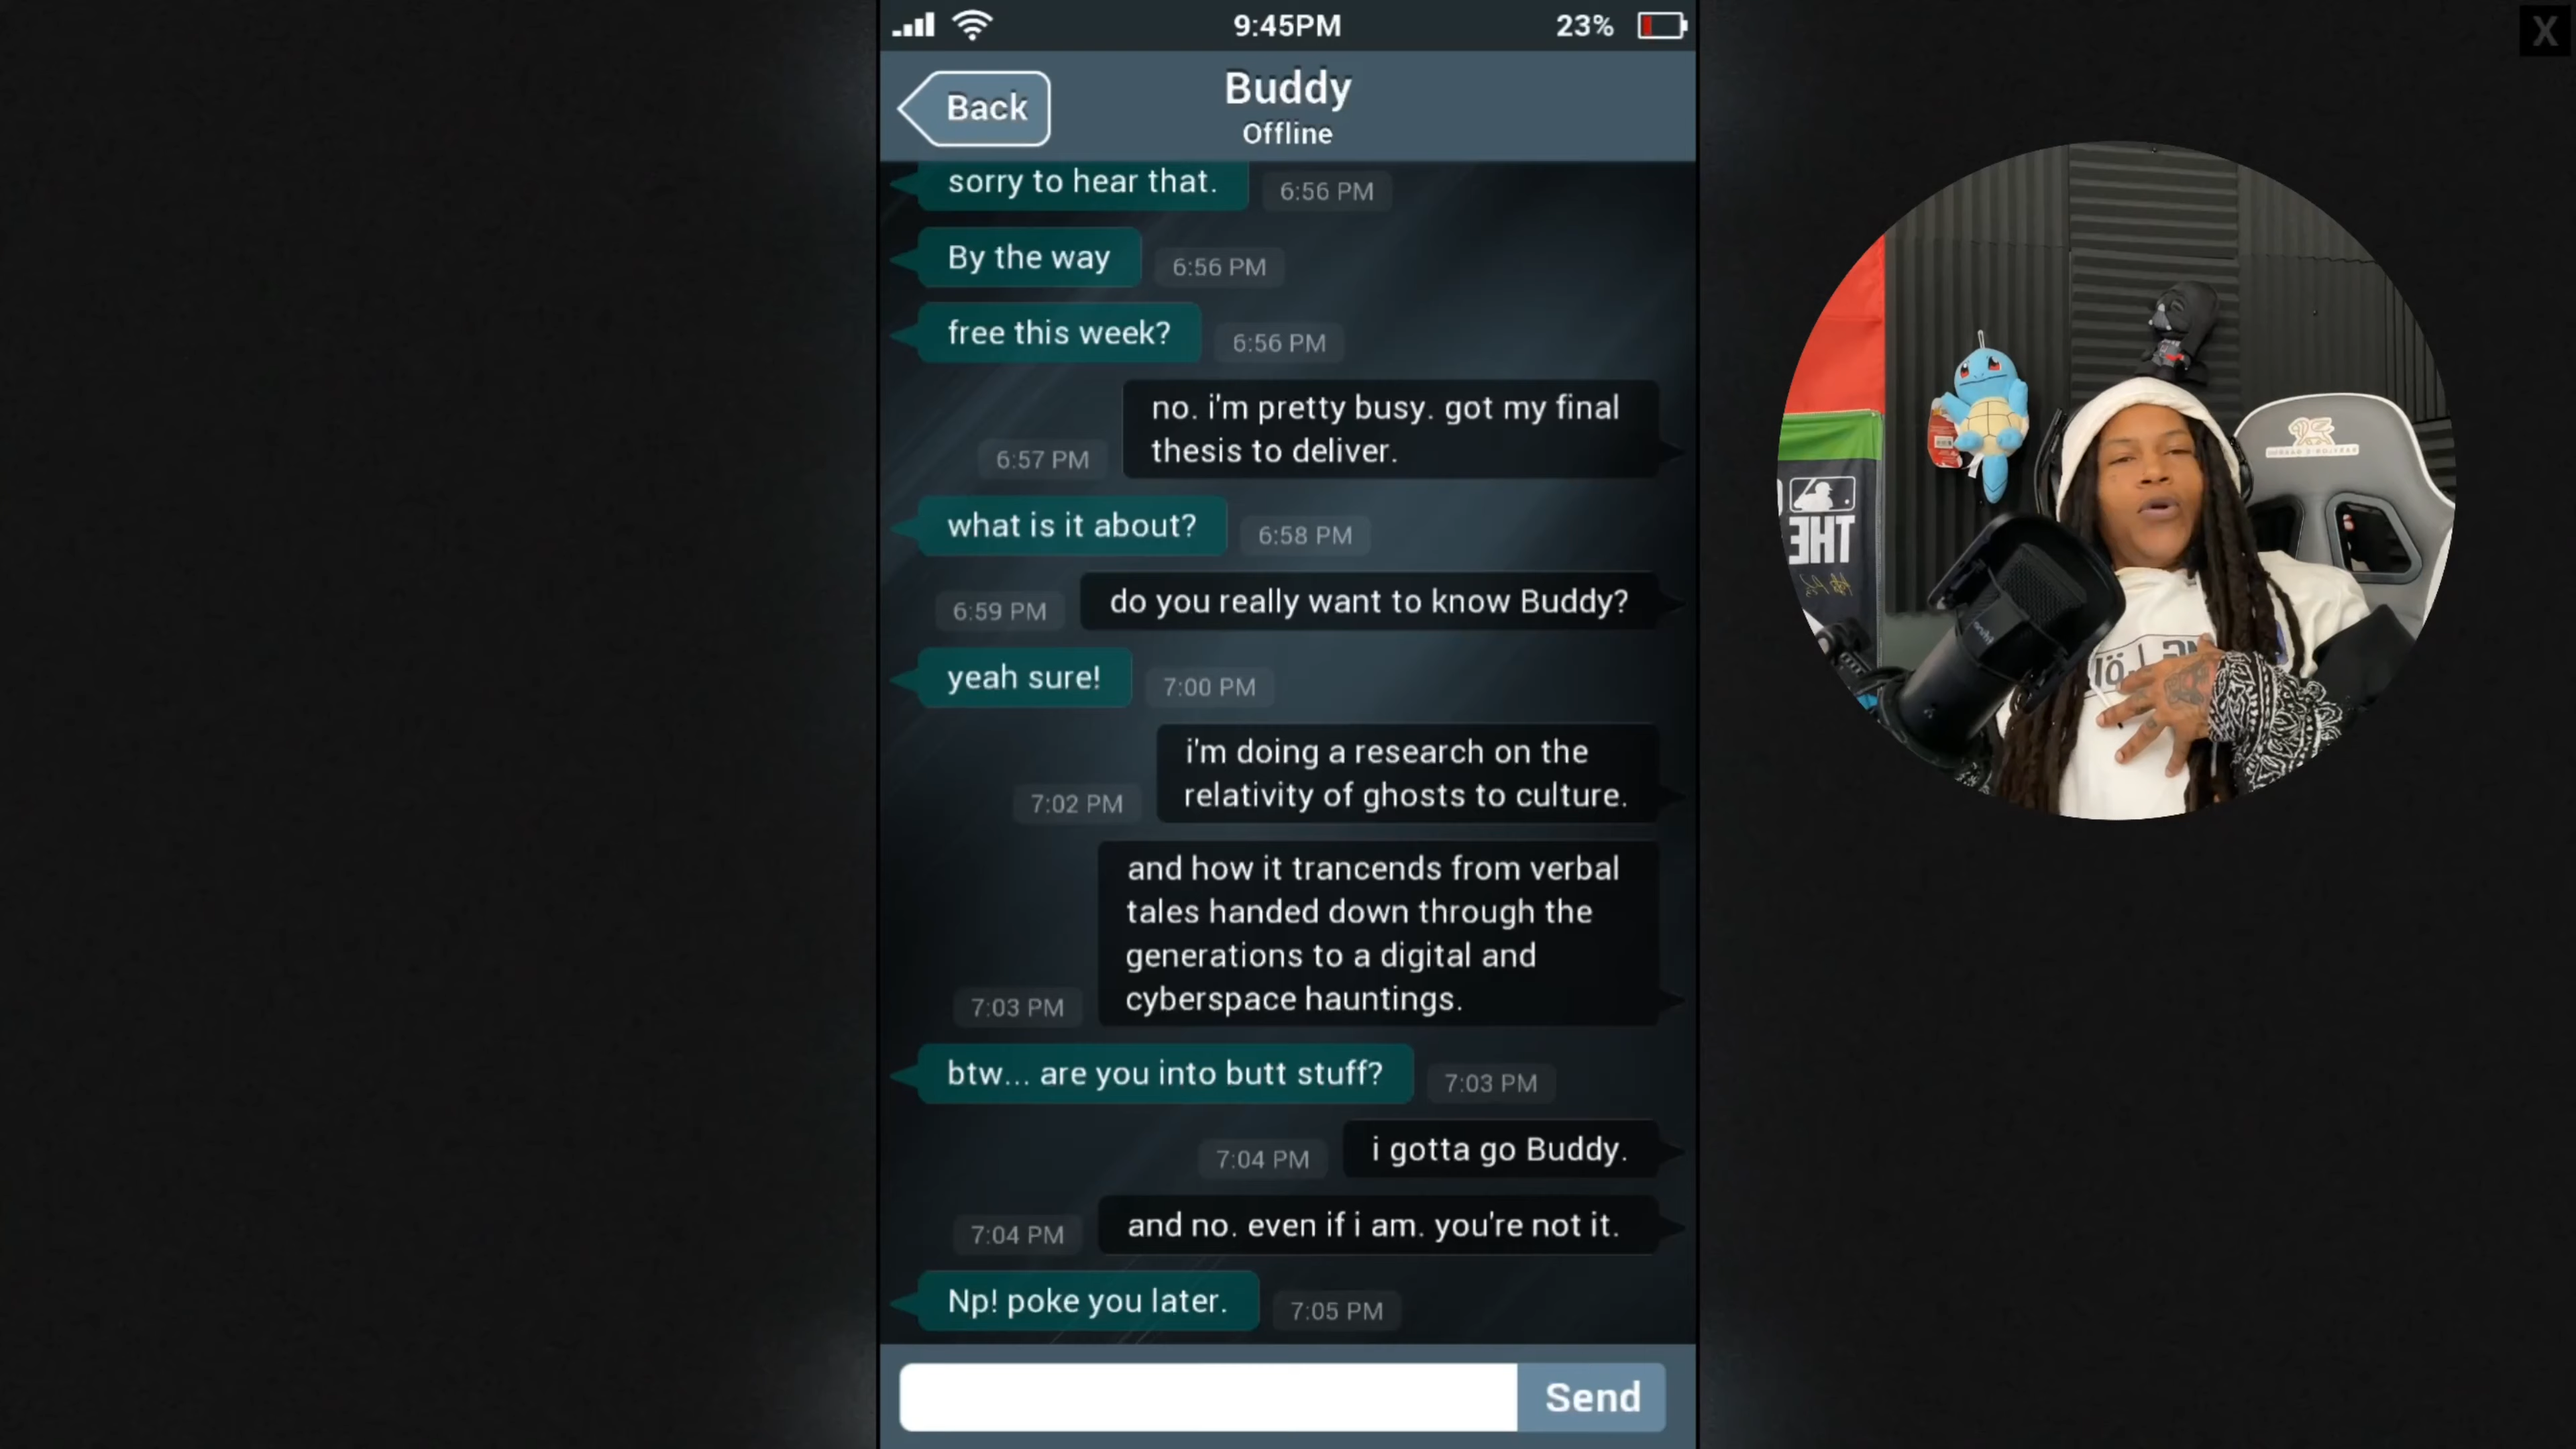 9:45PM
23%
X
Back
Buddy
Offline
sorry to hear that.
6:56 PM
By the way
6:56 PM
free this week?
6:56 PM
no. i'm pretty busy. got my final
thesis to deliver.
6:57 PM
what is it about?
6:58 PM
do you really want to know Buddy?
6:59 PM
yeah sure!
7:00 PM
i'm doing a research on the
relativity of ghosts to culture.
7:02 PM
and how it trancends from verbal
tales handed down through the
generations to a digital and
cyberspace hauntings.
7:03 PM
btw... are you into butt stuff?
7:03 PM
i gotta go Buddy.
7:04 PM
and no. even if i am. you're not it.
7:04 PM
Np! poke you later.
7:05 PM
Send
THE